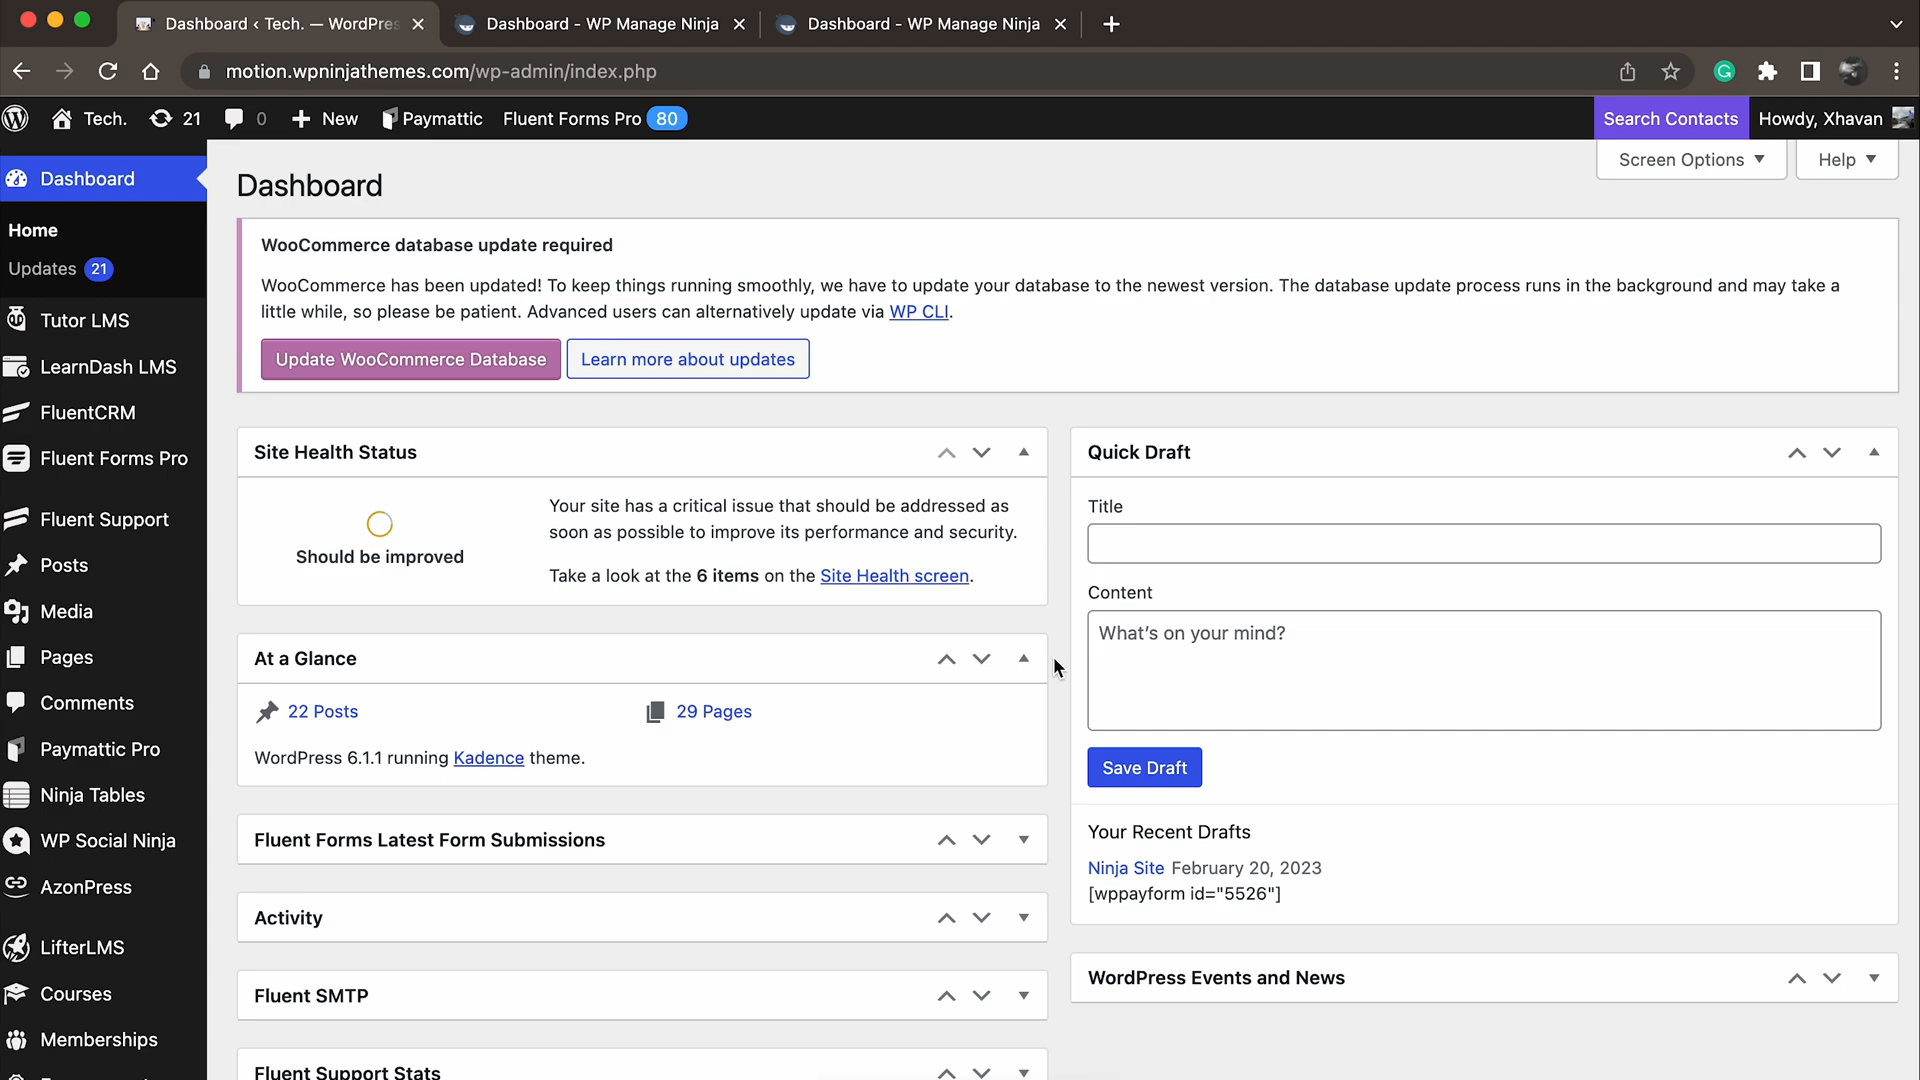 Dashboard ‹ Tech. — WordPres
Dashboard - WP Manage Ninja
Dashboard - WP Manage Ninja
motion.wpninjathemes.com/wp-admin/index.php
Tech.
21
0
New
Paymattic
Fluent Forms Pro 80
Search Contacts
Howdy, Xhavan
Dashboard
Home
Updates 21
Tutor LMS
LearnDash LMS
FluentCRM
Fluent Forms Pro
Fluent Support
Posts
Media
Pages
Comments
Paymattic Pro
Ninja Tables
WP Social Ninja
AzonPress
LifterLMS
Courses
Memberships
Screen Options
Help
Dashboard
WooCommerce database update required
WooCommerce has been updated! To keep things running smoothly, we have to update your database to the newest version. The database update process runs in the background and may take a
little while, so please be patient. Advanced users can alternatively update via WP CLI.
Update WooCommerce Database
Learn more about updates
Site Health Status
Should be improved
Your site has a critical issue that should be addressed as
soon as possible to improve its performance and security.
Take a look at the 6 items on the Site Health screen.
At a Glance
22 Posts
29 Pages
WordPress 6.1.1 running Kadence theme.
Fluent Forms Latest Form Submissions
Activity
Fluent SMTP
Fluent Support Stats
Quick Draft
Title
Content
What's on your mind?
Save Draft
Your Recent Drafts
Ninja Site February 20, 2023
[wppayform id="5526"]
WordPress Events and News